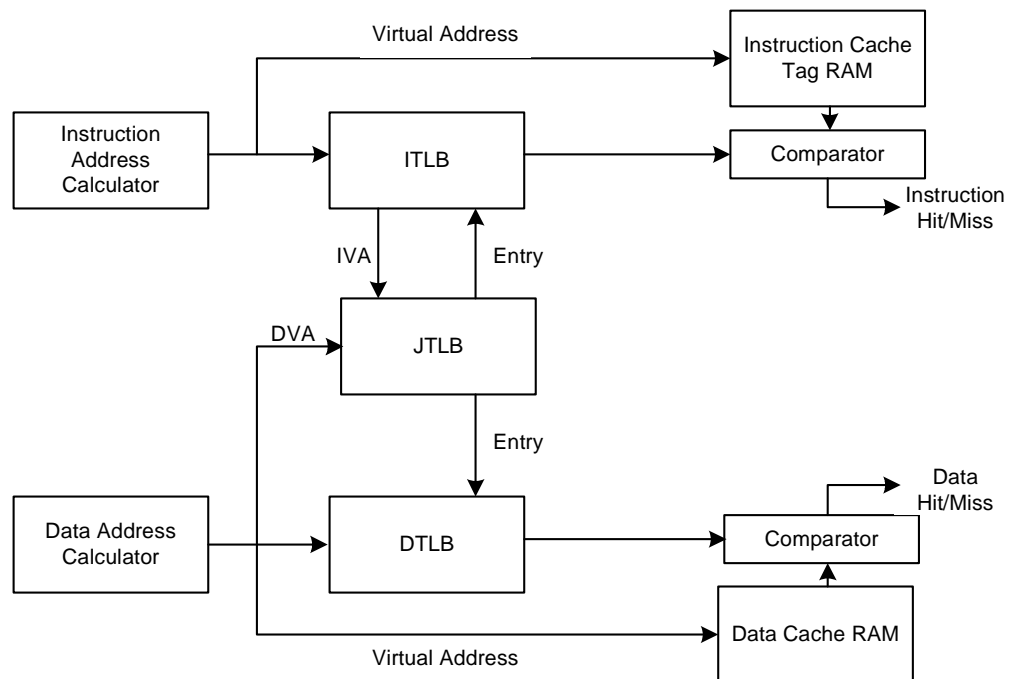 Virtual Address
Instruction Cache
Tag RAM
Instruction
Address
Calculator
ITLB
Comparator
Instruction
Hit/Miss
IVA
Entry
DVA
JTLB
Entry
Data
Hit/Miss
Data Address
Calculator
DTLB
Comparator
Data Cache RAM
Virtual Address